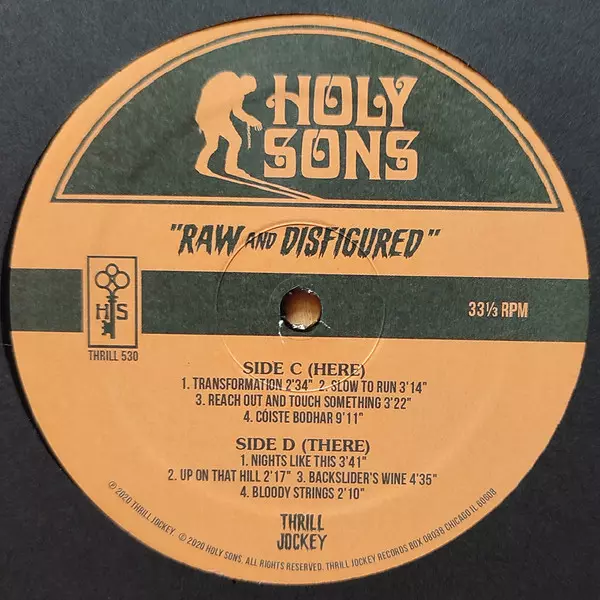 HOLY
SONS
"RAW AND DISFIGURED"
H S
THRILL 530
33 1/3 RPM
SIDE C (HERE)
1. TRANSFORMATION 2'34" 2. SLOW TO RUN 3'14"
3. REACH OUT AND TOUCH SOMETHING 3'22"
4. CÓISTE BODHAR 9'11"
SIDE D (THERE)
1. NIGHTS LIKE THIS 3'41"
2. UP ON THAT HILL 2'17" 3. BACKSLIDER'S WINE 4'35"
4. BLOODY STRINGS 2'10"
THRILL
JOCKEY
℗ 2020 THRILL JOCKEY © 2020 HOLY SONS. ALL RIGHTS RESERVED. THRILL JOCKEY RECORDS BOX 08038 CHICAGO IL 60608